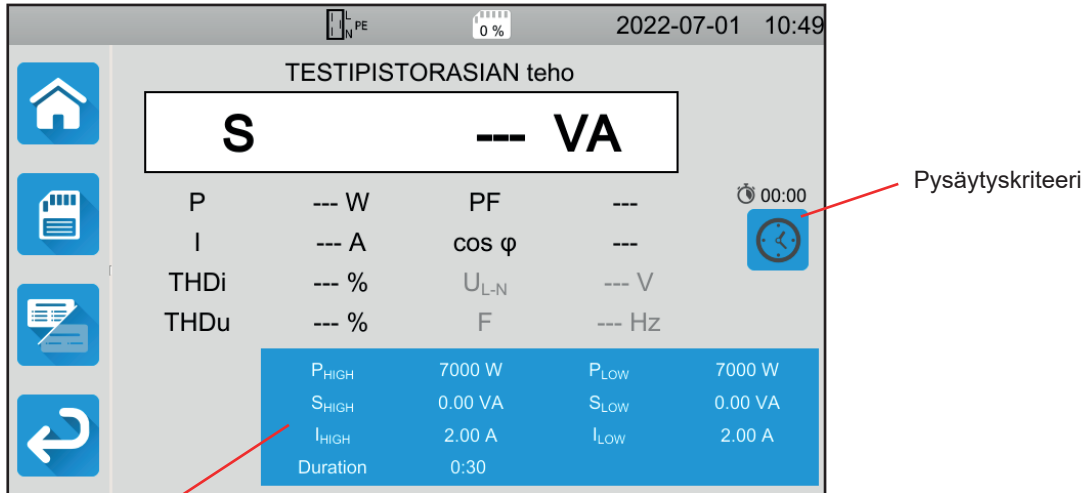 L
N PE 0 % 2022-07-01 10:49
TESTIPISTORASIAN teho
S --- VA
Pysäytyskriteeri
P --- W PF --- 00:00
I --- A cos φ ---
THDi --- % UL-N --- V
THDu --- % F --- Hz
PHIGH 7000 W PLOW 7000 W
SHIGH 0.00 VA SLOW 0.00 VA
IHIGH 2.00 A ILOW 2.00 A
Duration 0:30